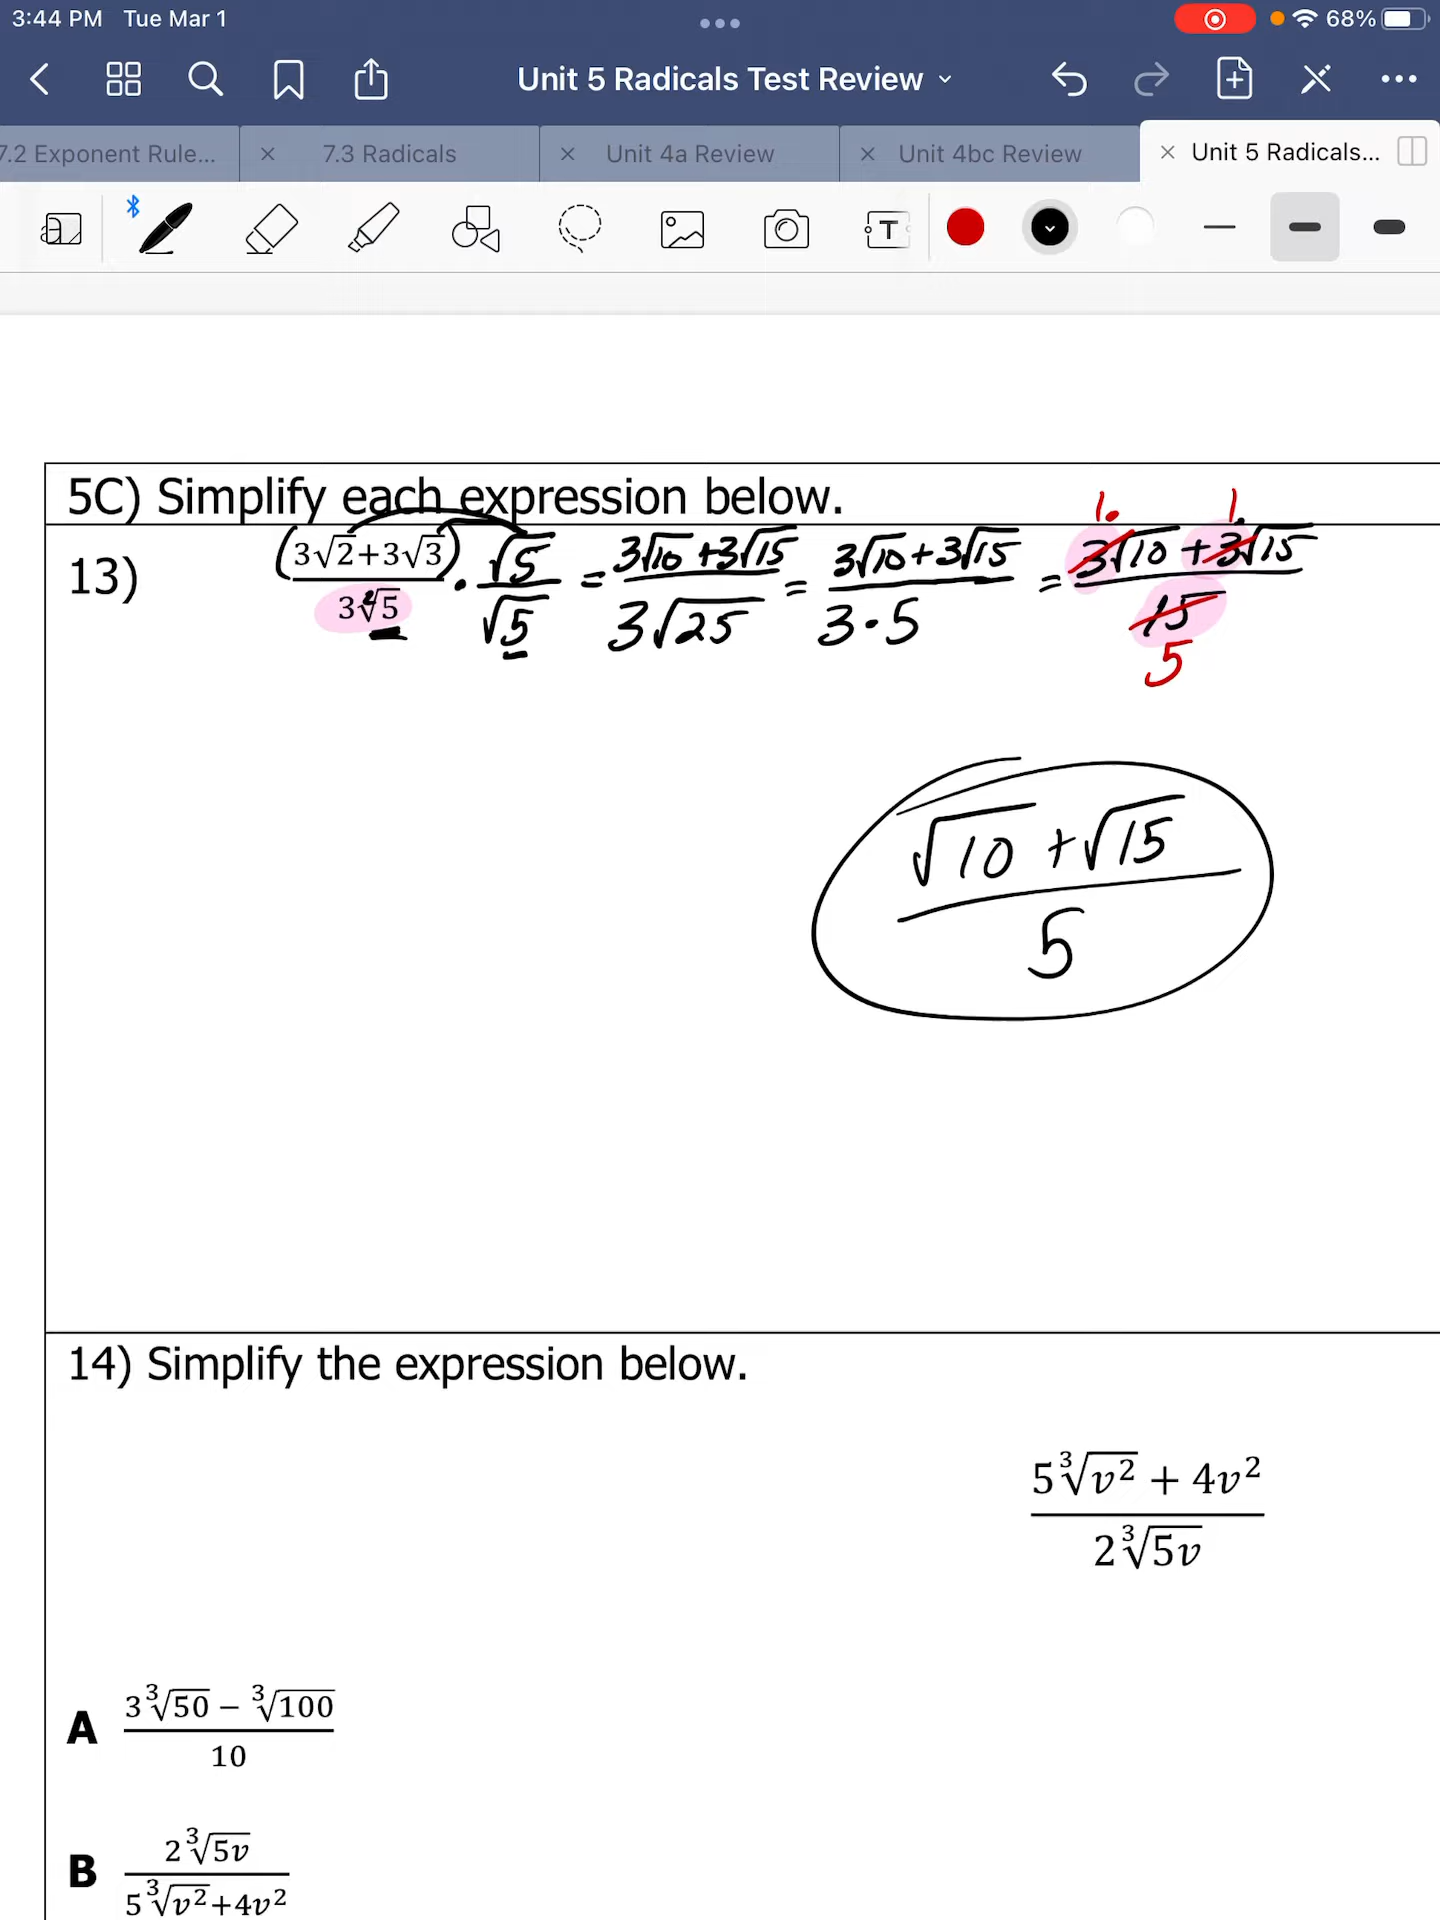 3:44 PM Tue Mar 1 68%
Unit 5 Radicals Test Review
7.2 Exponent Rule... × 7.3 Radicals × Unit 4a Review × Unit 4bc Review × Unit 5 Radicals...
a T
5C) Simplify each expression below.
13) (3√2+3√3)/(3∜5) · √5/√5 = (3√10+3√15)/(3√25) = (3√10+3√15)/(3·5) = (3√10+3√15)/15
1. 1.
5
(√10+√15)/5
14) Simplify the expression below.
(5∛v² + 4v²)/(2∛5v)
A (3∛50 − ∛100)/10
B (2∛5v)/(5∛v²+4v²)